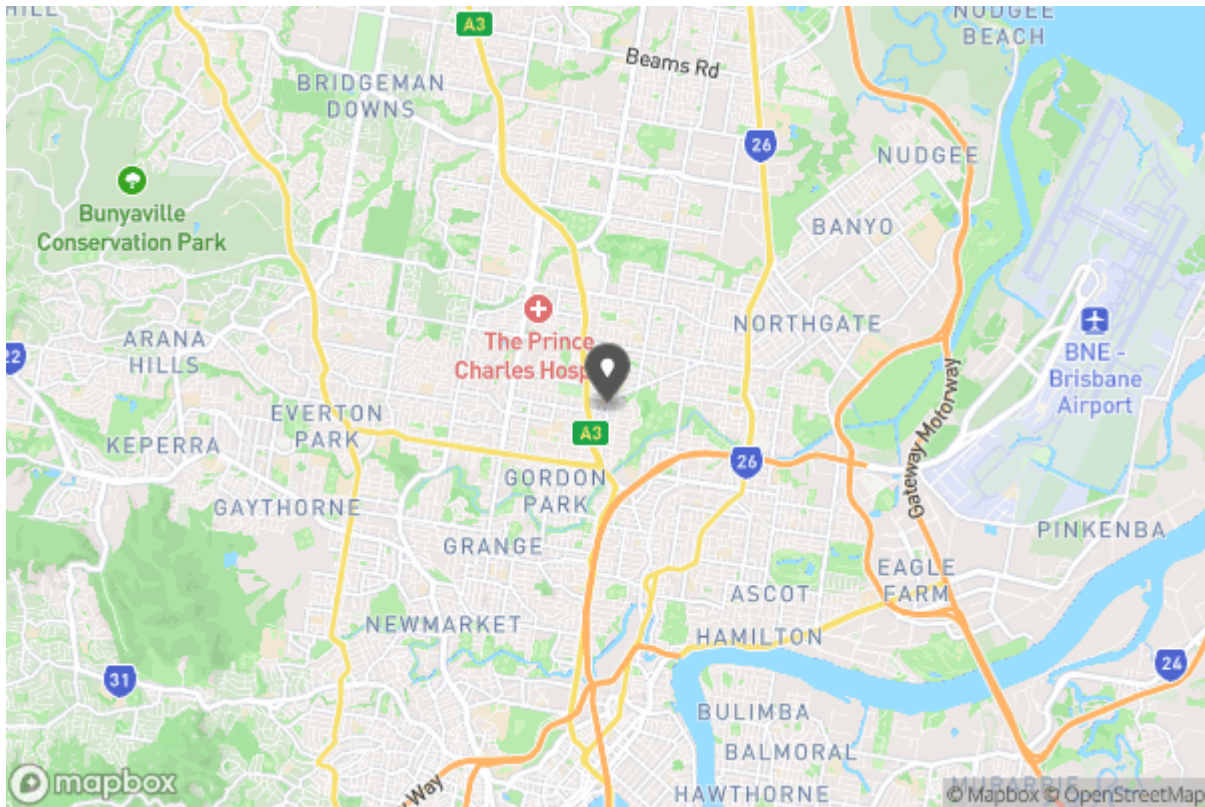 HILL
A3
NUDGEE
BEACH
Beams Rd
BRIDGEMAN
DOWNS
26
NUDGEE
Bunyaville
Conservation Park
BANYO
22
ARANA
HILLS
The Prince
Charles Hosp
NORTHGATE
BNE -
Brisbane
Airport
EVERTON
PARK
KEPERRA
A3
26
Gateway Motorway
GORDON
PARK
GAYTHORNE
GRANGE
PINKENBA
EAGLE
FARM
ASCOT
NEWMARKET
HAMILTON
31
24
BULIMBA
BALMORAL
HAWTHORNE
Way
mapbox
© Mapbox © OpenStreetMap